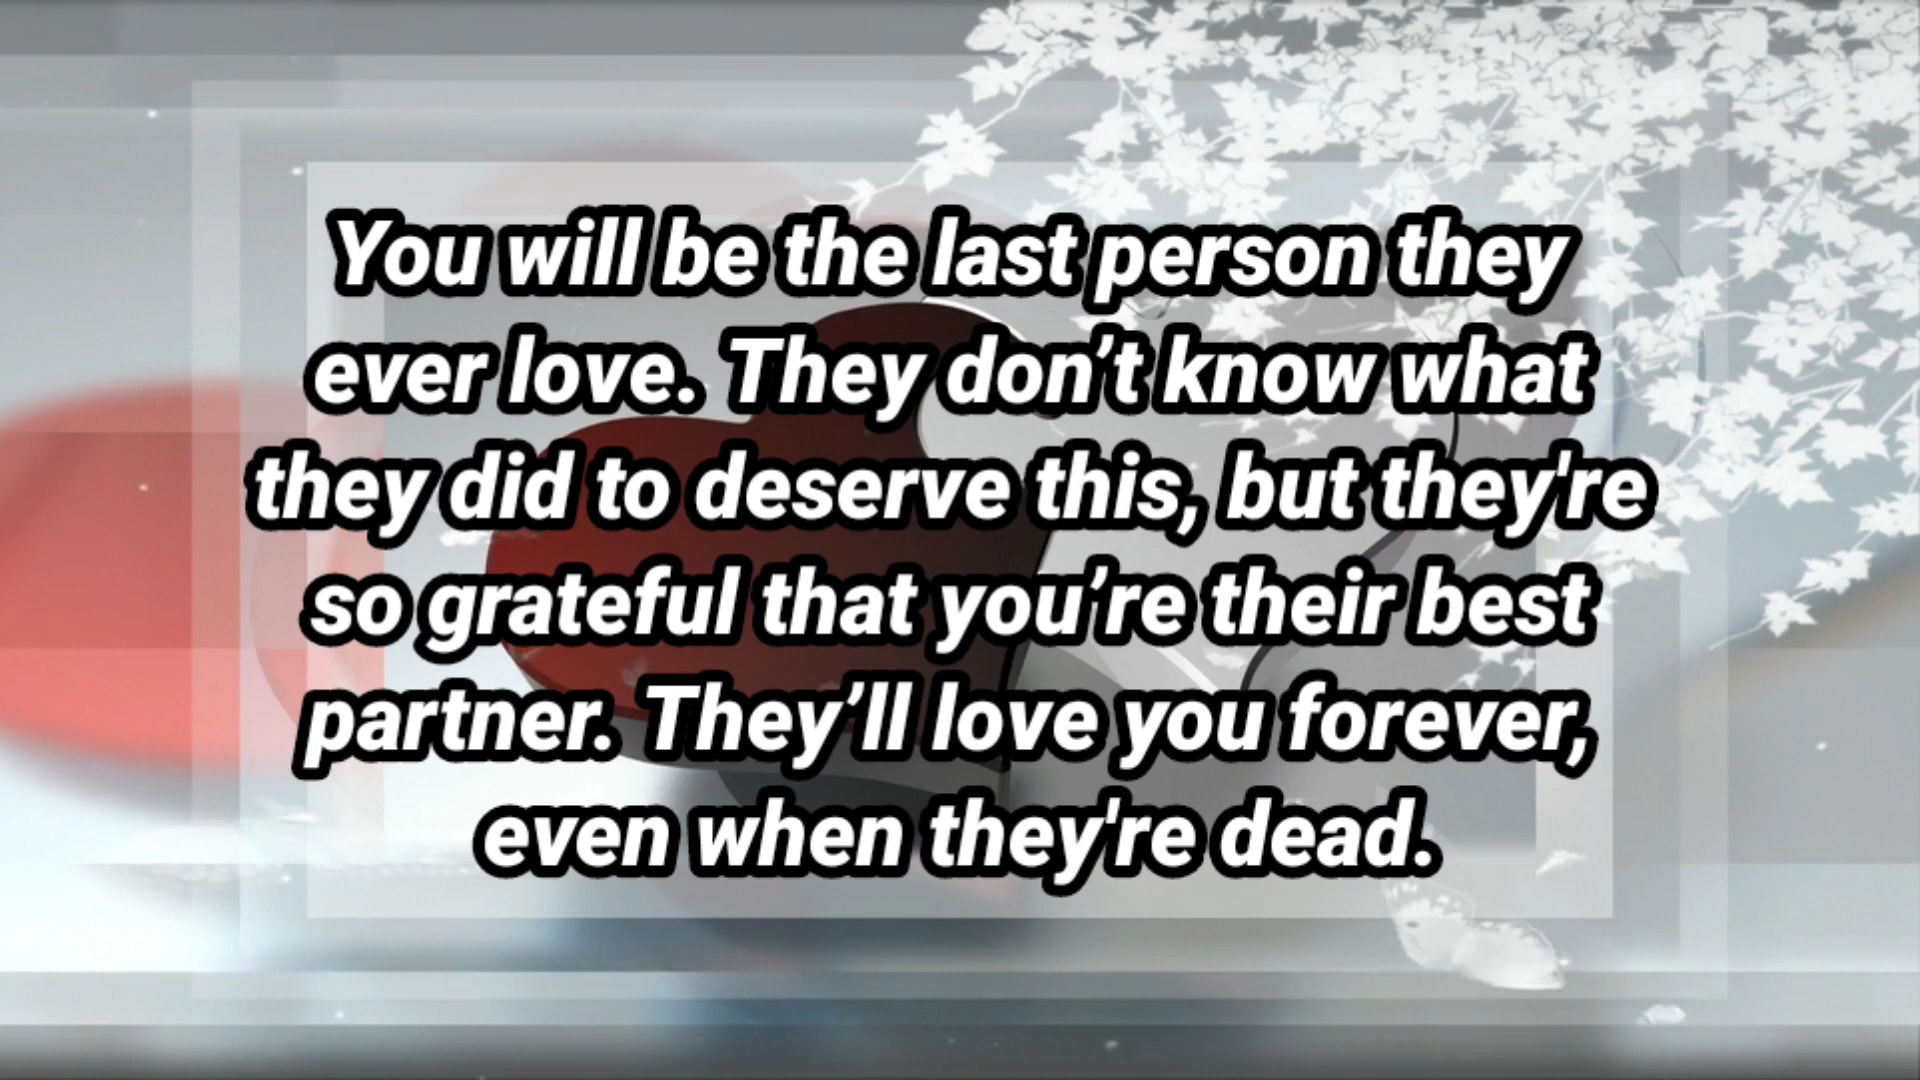 You will be the last person they
ever love. They don’t know what
they did to deserve this, but they're
so grateful that you’re their best
partner. They’ll love you forever,
even when they're dead.